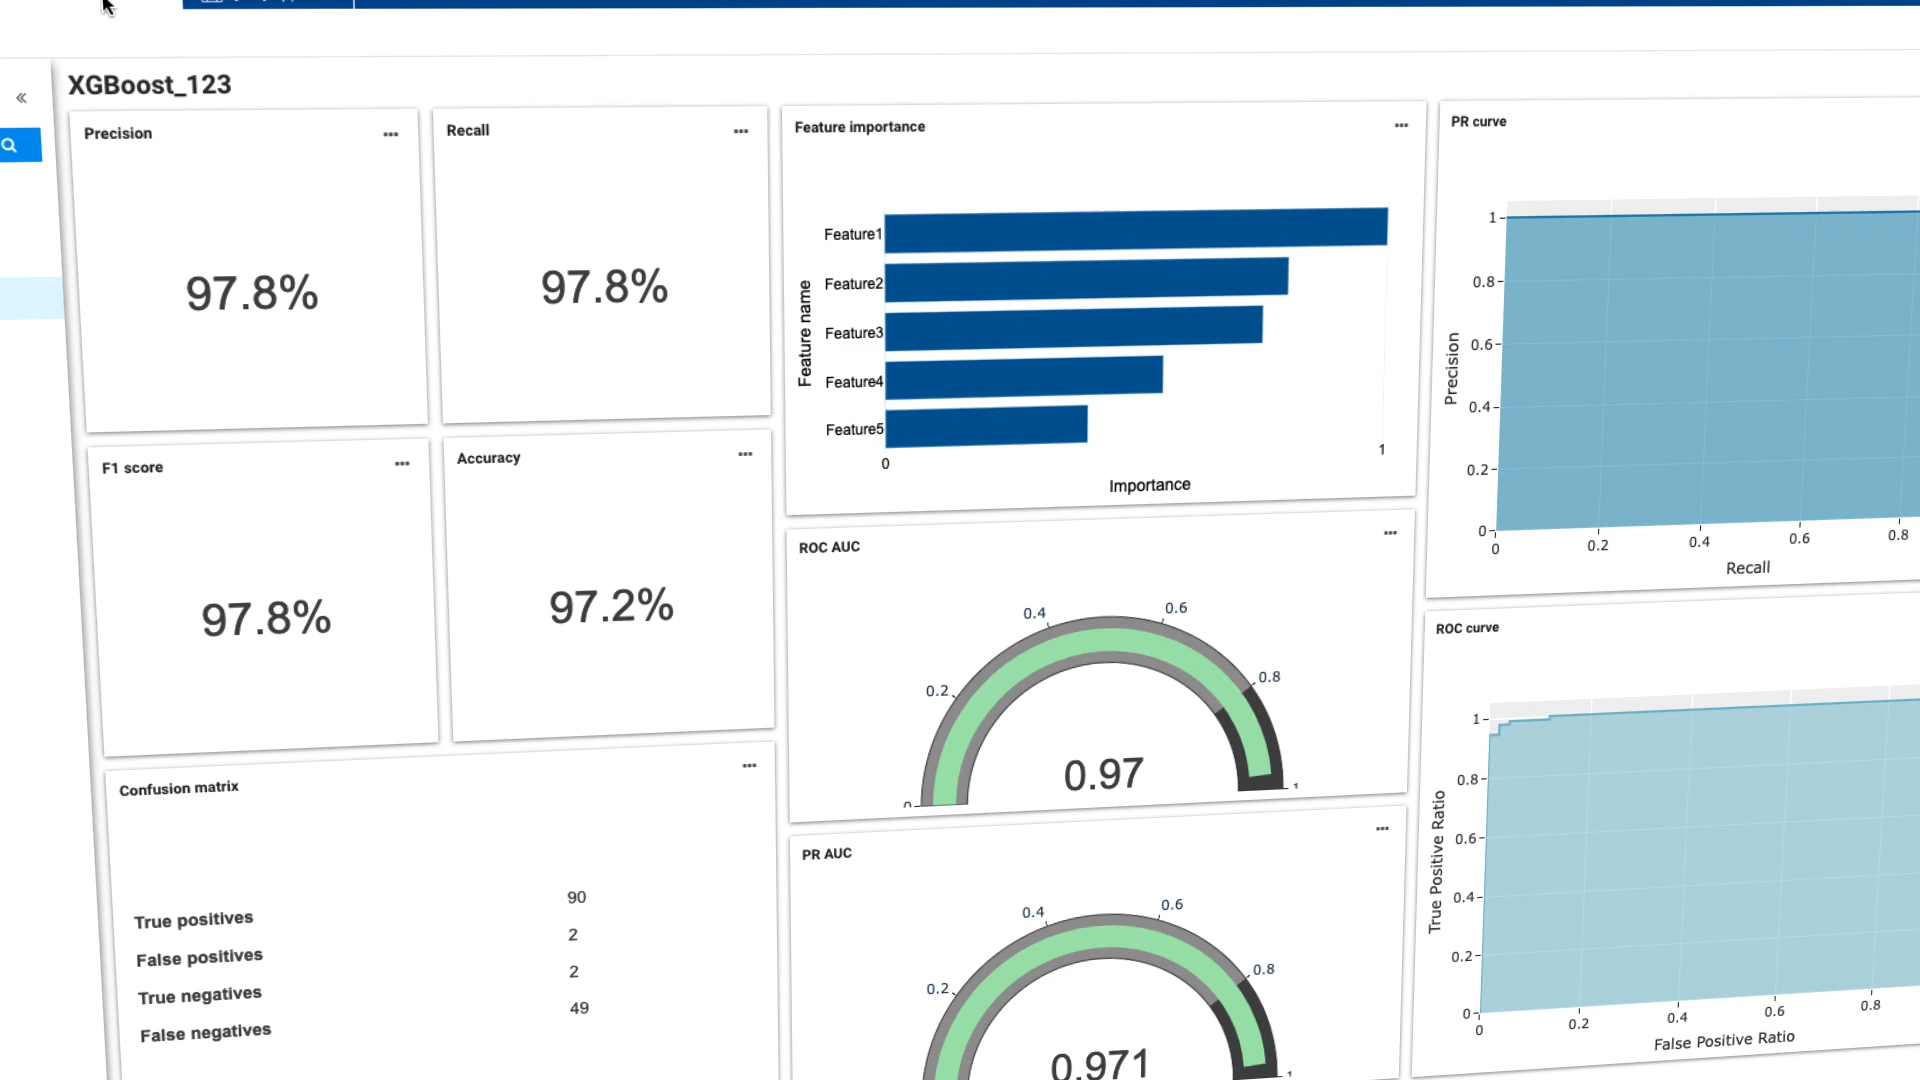 XGBoost_123
Precision
97.8%
Recall
97.8%
F1 score
97.8%
Accuracy
97.2%
Confusion matrix
True positives 90
False positives 2
True negatives 2
False negatives 49
Feature importance
Feature name
Feature1
Feature2
Feature3
Feature4
Feature5
0 1
Importance
ROC AUC
0 0.2 0.4 0.6 0.8 1
0.97
PR AUC
0.2 0.4 0.6 0.8 1
0.971
PR curve
Precision
1
0.8
0.6
0.4
0.2
0
0 0.2 0.4 0.6 0.8
Recall
ROC curve
True Positive Ratio
1
0.8
0.6
0.4
0.2
0
0 0.2 0.4 0.6 0.8
False Positive Ratio